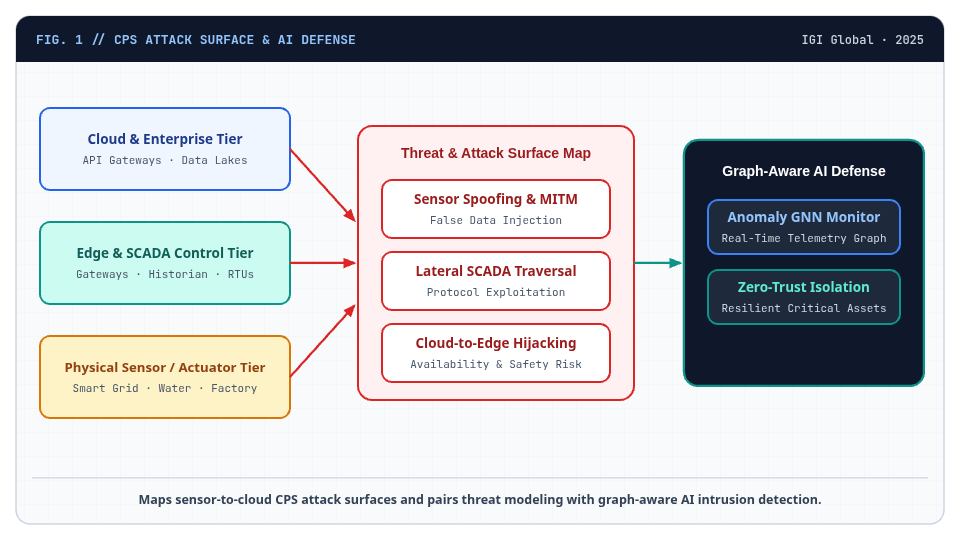 FIG. 1 // CPS ATTACK SURFACE & AI DEFENSE
IGI Global · 2025
Cloud & Enterprise Tier
API Gateways · Data Lakes
Edge & SCADA Control Tier
Gateways · Historian · RTUs
Physical Sensor / Actuator Tier
Smart Grid · Water · Factory
Threat & Attack Surface Map
Sensor Spoofing & MITM
False Data Injection
Lateral SCADA Traversal
Protocol Exploitation
Cloud-to-Edge Hijacking
Availability & Safety Risk
Graph-Aware AI Defense
Anomaly GNN Monitor
Real-Time Telemetry Graph
Zero-Trust Isolation
Resilient Critical Assets
Maps sensor-to-cloud CPS attack surfaces and pairs threat modeling with graph-aware AI intrusion detection.